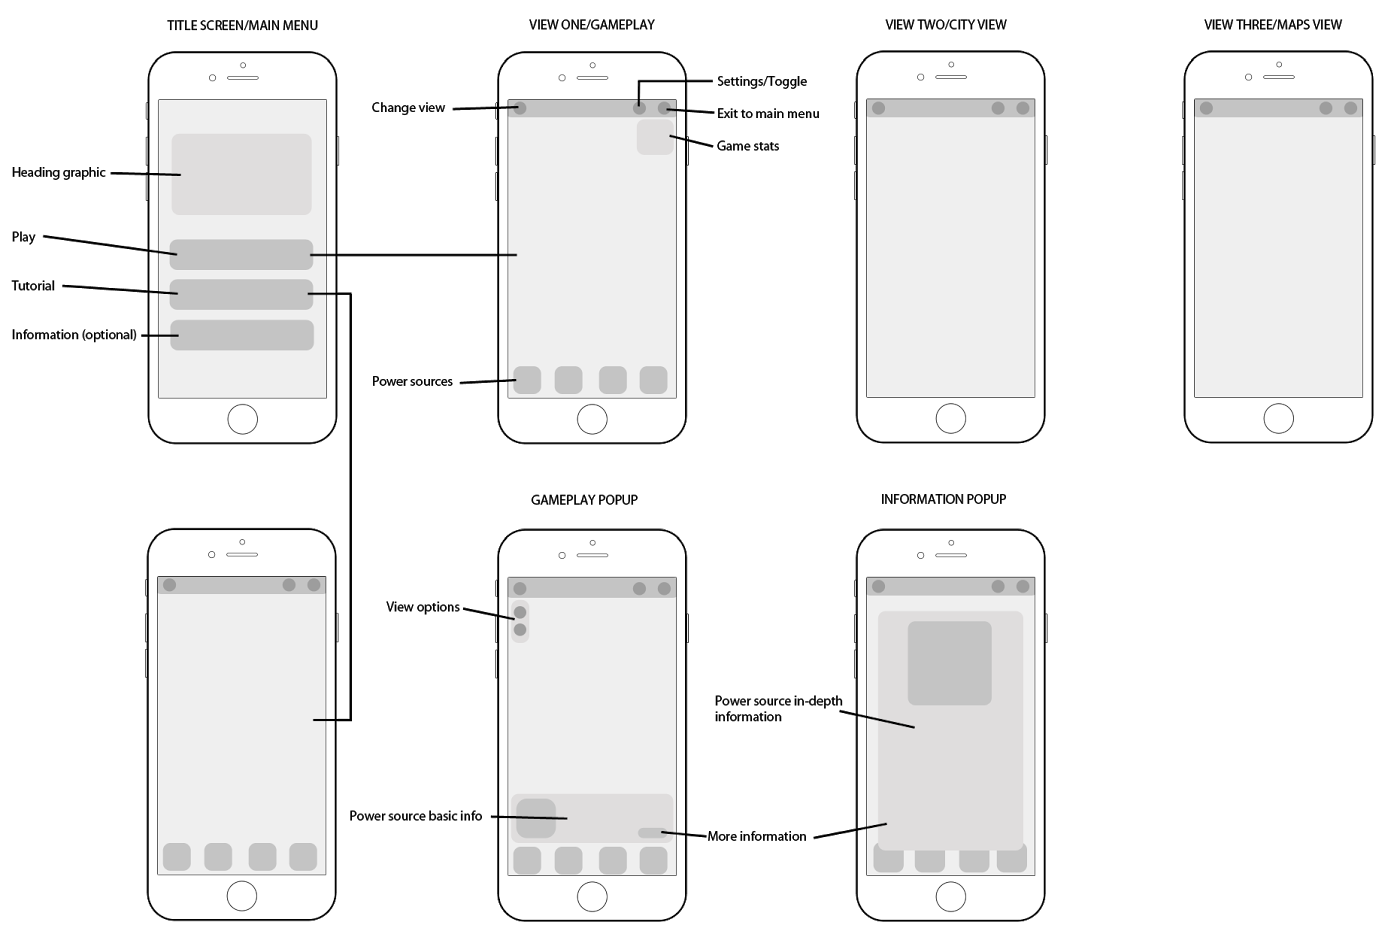 TITLE SCREEN/MAIN MENU
VIEW ONE/GAMEPLAY
VIEW TWO/CITY VIEW
VIEW THREE/MAPS VIEW
Settings/Toggle
Change view
Exit to main menu
Game stats
Heading graphic
Play
Tutorial
Information (optional)
Power sources
GAMEPLAY POPUP
INFORMATION POPUP
View options
Power source in-depth
information
Power source basic info
More information